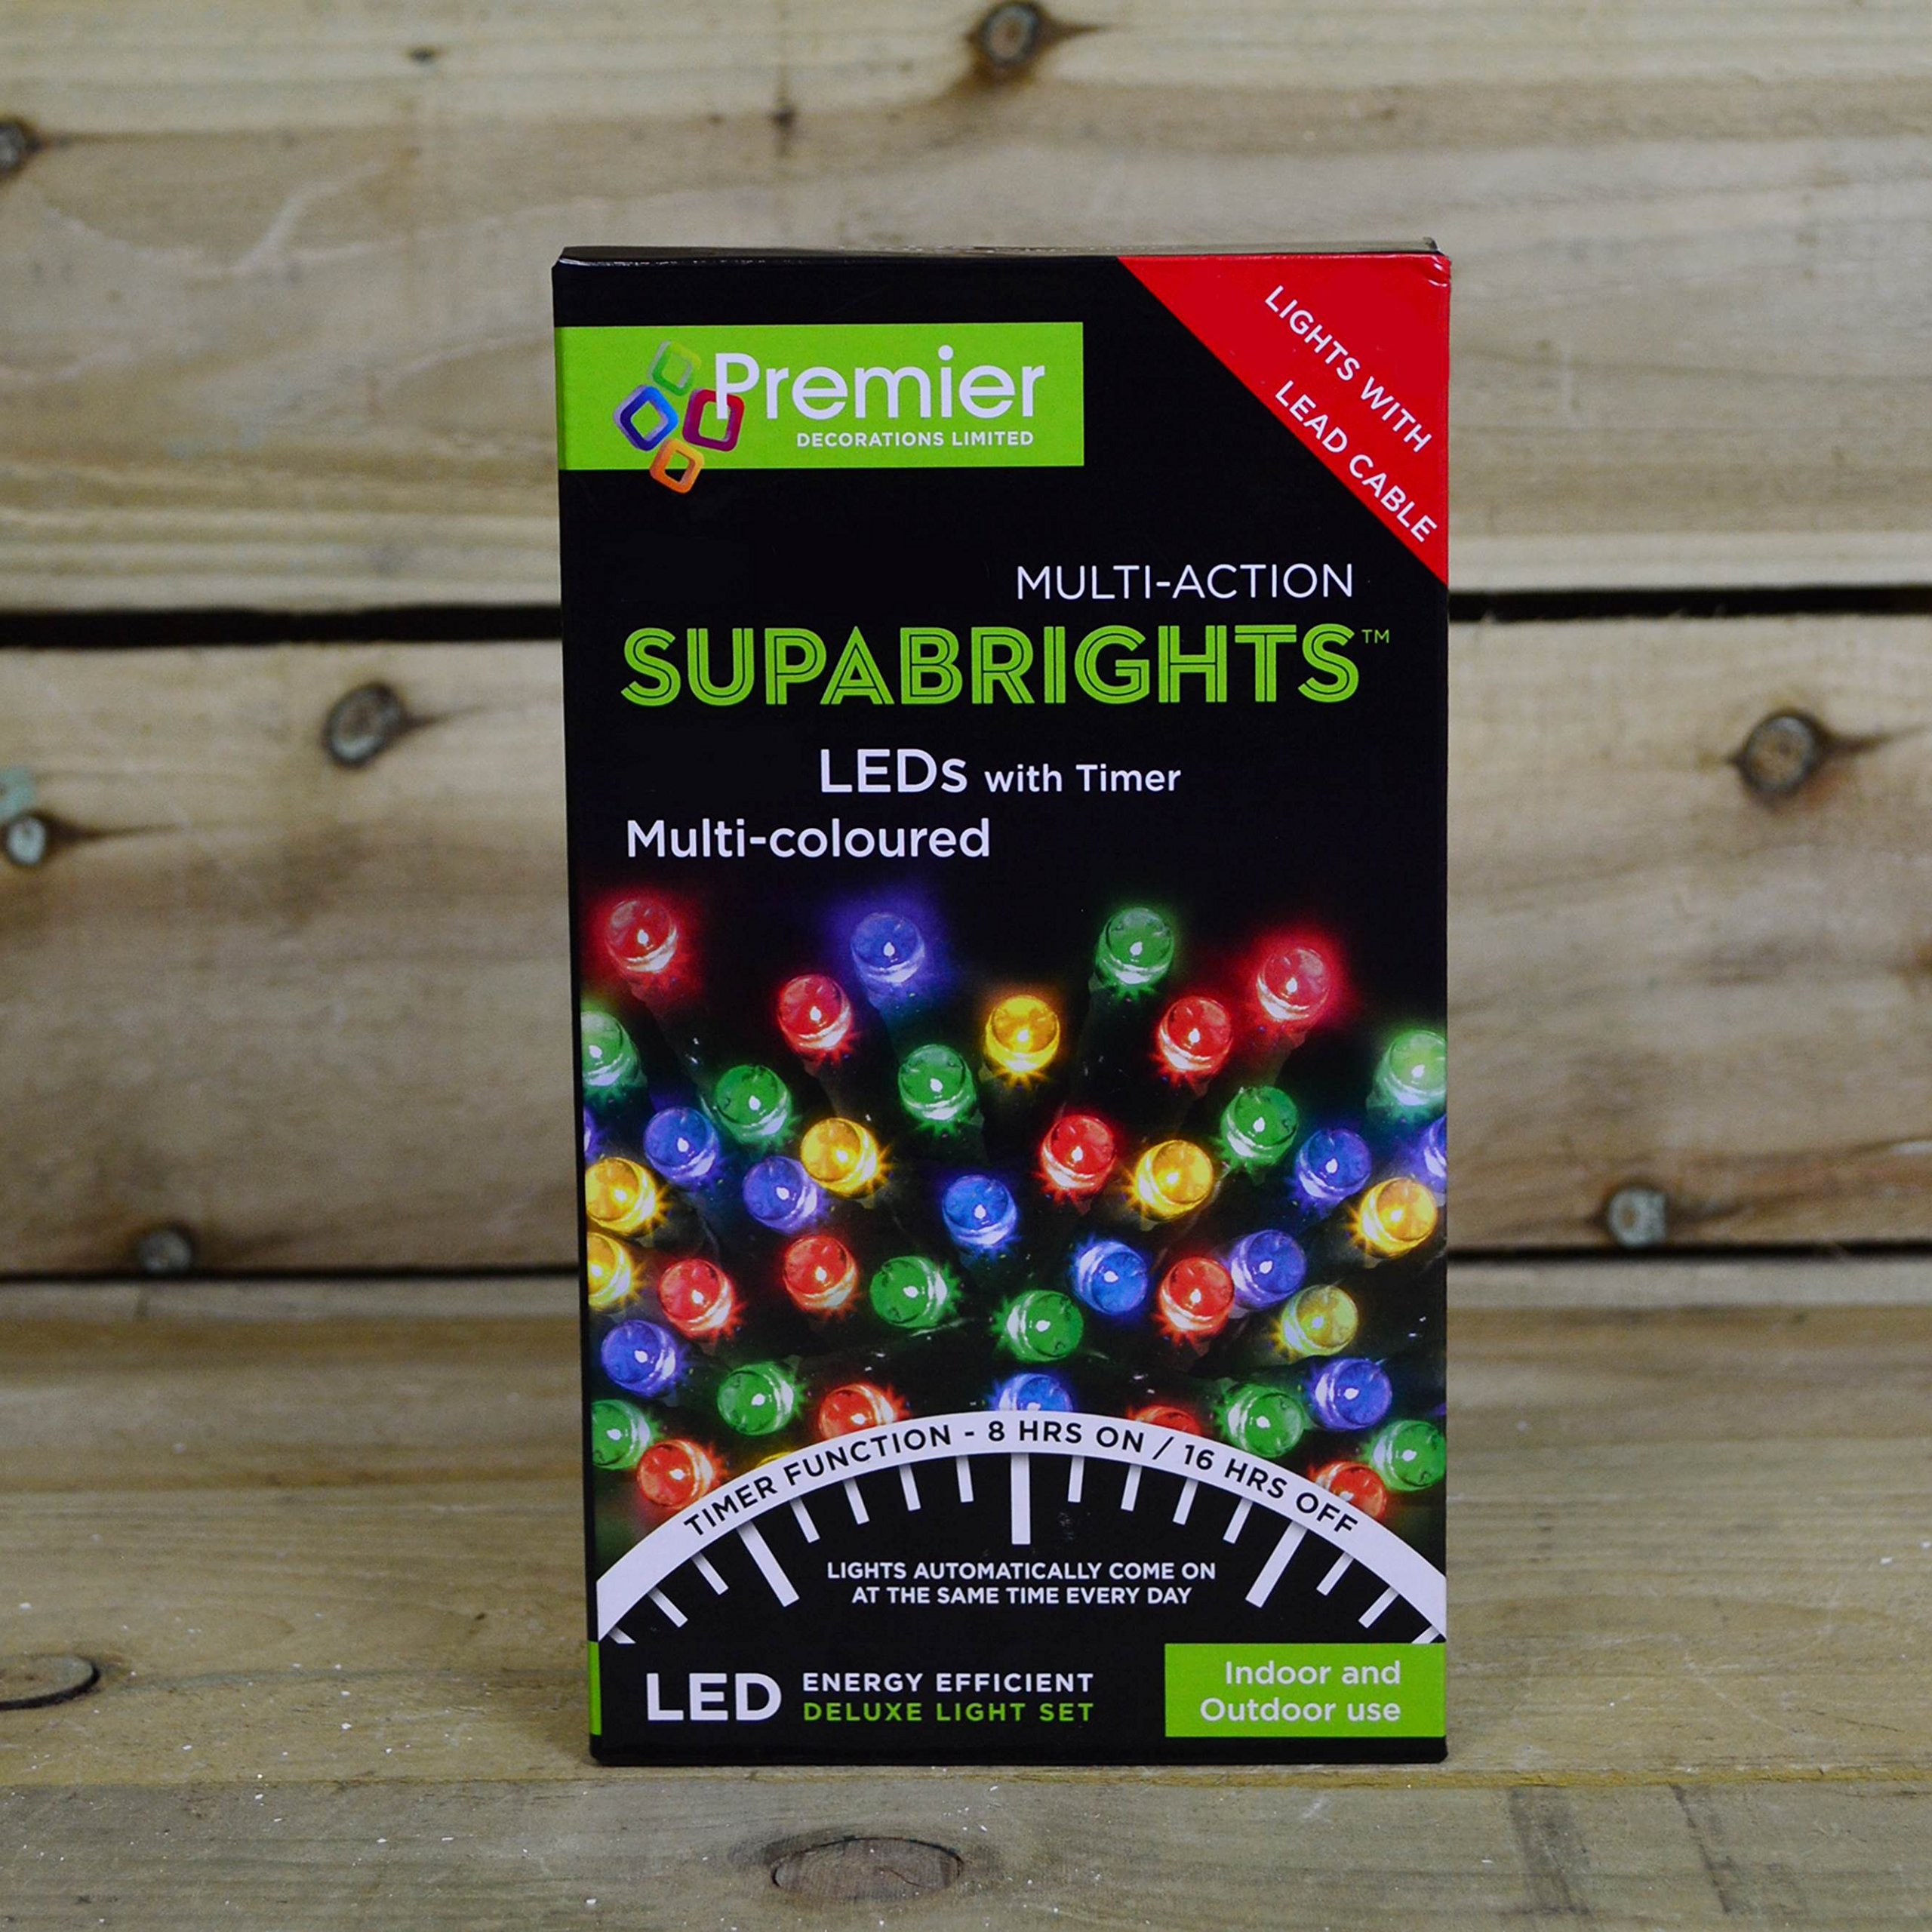 Premier
DECORATIONS LIMITED
LIGHTS WITH
LEAD CABLE
MULTI-ACTION
SUPABRIGHTS™
LEDs with Timer
Multi-coloured
TIMER FUNCTION - 8 HRS ON / 16 HRS OFF
LIGHTS AUTOMATICALLY COME ON
AT THE SAME TIME EVERY DAY
LED ENERGY EFFICIENT
DELUXE LIGHT SET
Indoor and
Outdoor use